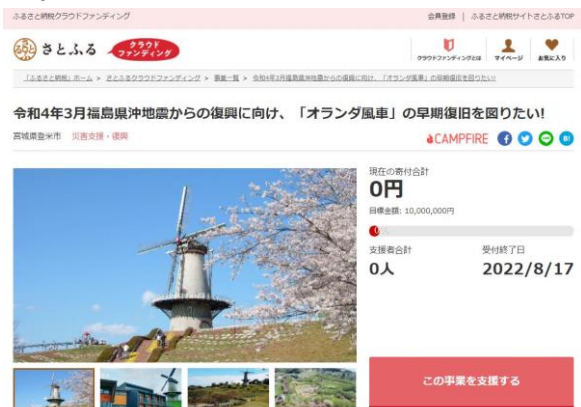 ふるさと納税クラウドファンディング
会員登録 | ふるさと納税サイトさとふるTOP
さとふる クラウドファンディング
クラウドファンディングとは マイページ お気に入り
「ふるさと納税」ホーム > さとふるクラウドファンディング > 事業一覧 > 令和4年3月福島県沖地震からの復興に向け、「オランダ風車」の早期復旧を図りたい!
令和4年3月福島県沖地震からの復興に向け、「オランダ風車」の早期復旧を図りたい!
宮城県登米市 災害支援・復興
CAMPFIRE
現在の寄付合計
0円
目標金額: 10,000,000円
支援者合計 受付終了日
0人 2022/8/17
この事業を支援する